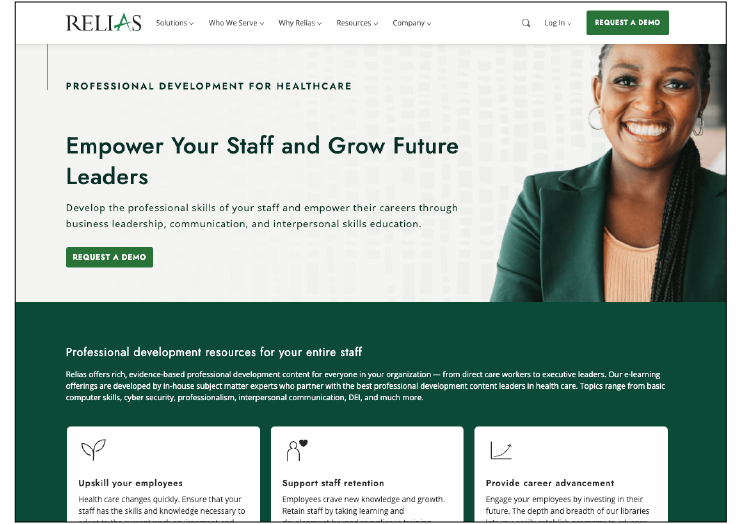 RELIAS
Solutions
Who We Serve
Why Relias
Resources
Company
Log In
REQUEST A DEMO
PROFESSIONAL DEVELOPMENT FOR HEALTHCARE
Empower Your Staff and Grow Future
Leaders
Develop the professional skills of your staff and empower their careers through
business leadership, communication, and interpersonal skills education.
REQUEST A DEMO
Professional development resources for your entire staff
Relias offers rich, evidence-based professional development content for everyone in your organization — from direct care workers to executive leaders. Our e-learning
offerings are developed by in-house subject matter experts who partner with the best professional development content leaders in health care. Topics range from basic
computer skills, cyber security, professionalism, interpersonal communication, DEI, and much more.
Upskill your employees
Health care changes quickly. Ensure that your
staff has the skills and knowledge necessary to
Support staff retention
Employees crave new knowledge and growth.
Retain staff by taking learning and
Provide career advancement
Engage your employees by investing in their
future. The depth and breadth of our libraries